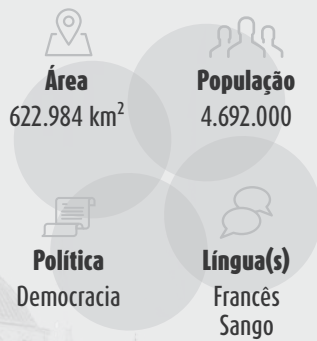 Área
622.984 km²
População
4.692.000
Política
Democracia
Língua(s)
Francês
Sango